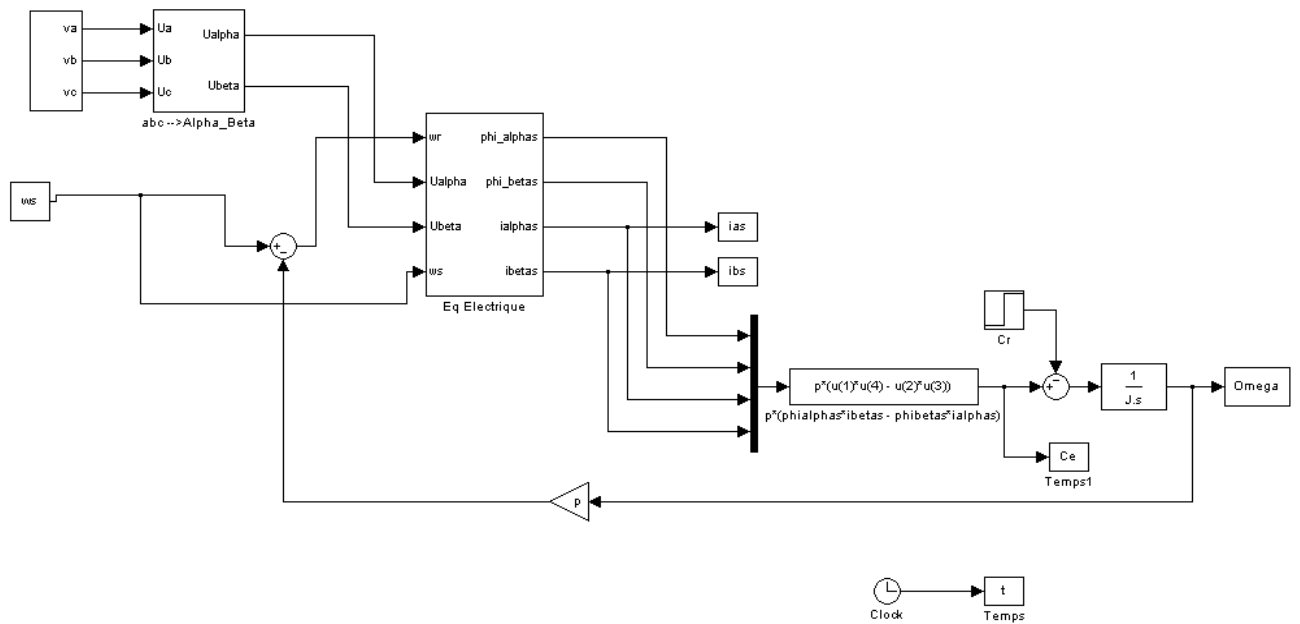 va
vb
vc
Ua
Ub
Uc
Ualpha
Ubeta
abc -->Alpha_Beta
ws
+
-
wr
Ualpha
Ubeta
ws
phi_alphas
phi_betas
ialphas
ibetas
Eq Electrique
ias
ibs
p*(u(1)*u(4) - u(2)*u(3))
p*(phialphas*ibetas - phibetas*ialphas)
Cr
+
-
1
J.s
Omega
Ce
Temps1
p
Clock
t
Temps